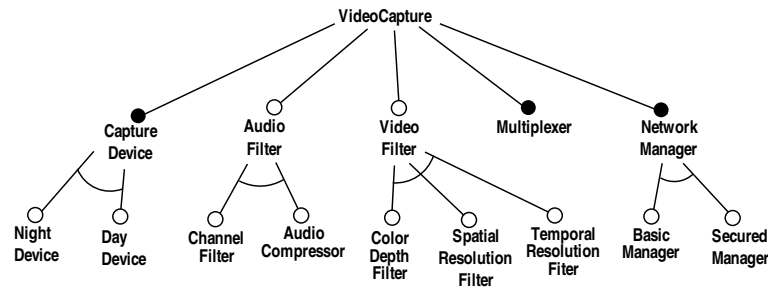 VideoCapture
Capture
Device
Audio
Filter
Video
Filter
Multiplexer
Network
Manager
Night
Device
Day
Device
Channel
Filter
Audio
Compressor
Color
Depth
Filter
Spatial
Resolution
Filter
Temporal
Resolution
Fiter
Basic
Manager
Secured
Manager